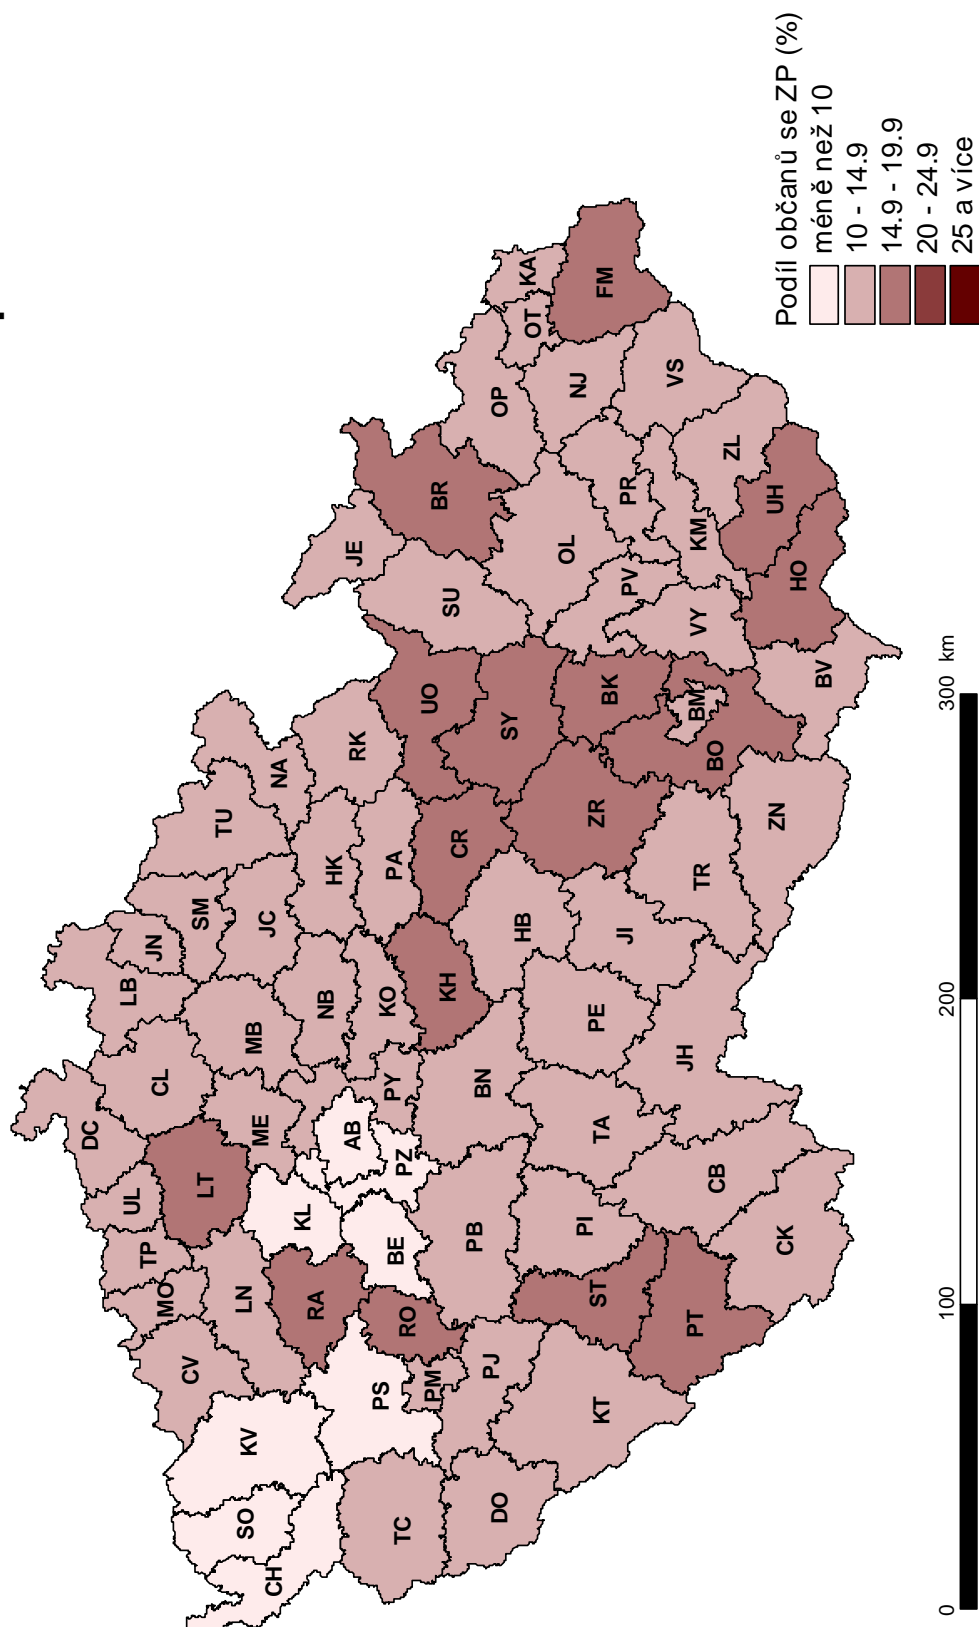 Podíl občanů se ZP (%)
méně než 10
10 - 14.9
14.9 - 19.9
20 - 24.9
25 a více
KA
FM
OT
OP
NJ
VS
BR
ZL
PR
UH
JE
OL
KM
SU
PV
HO
VY
UO
BK
BV
SY
BM
BO
RK
NA
TU
ZR
ZN
HK
PA
CR
TR
SM
JC
HB
JI
JN
LB
NB
KO
KH
MB
PE
CL
PY
BN
JH
DC
ME
AB
TA
LT
PZ
UL
CB
KL
PB
PI
TP
BE
CK
MO
LN
RA
RO
ST
PT
CV
PS
PM
PJ
KT
KV
SO
TC
DO
CH
0
100
200
300 km